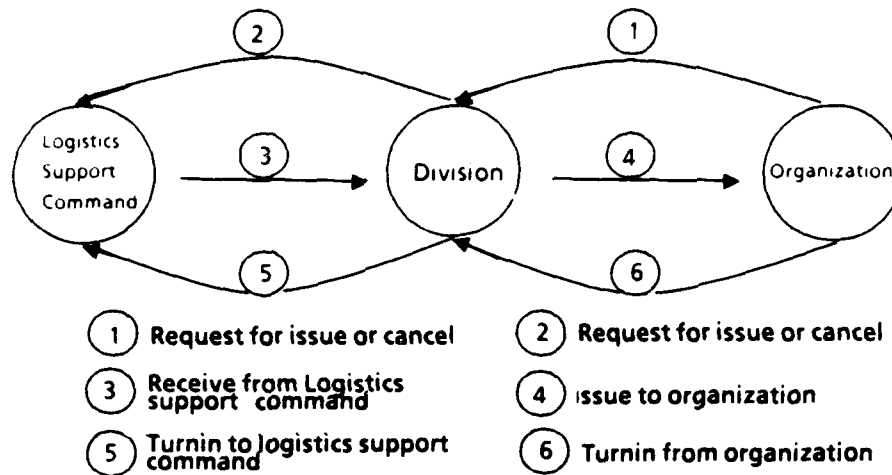 2
1
Logistics
Support
Command
3
Division
4
Organization
5
6
1 Request for issue or cancel
2 Request for issue or cancel
3 Receive from Logistics
support command
4 issue to organization
5 Turnin to logistics support
command
6 Turnin from organization